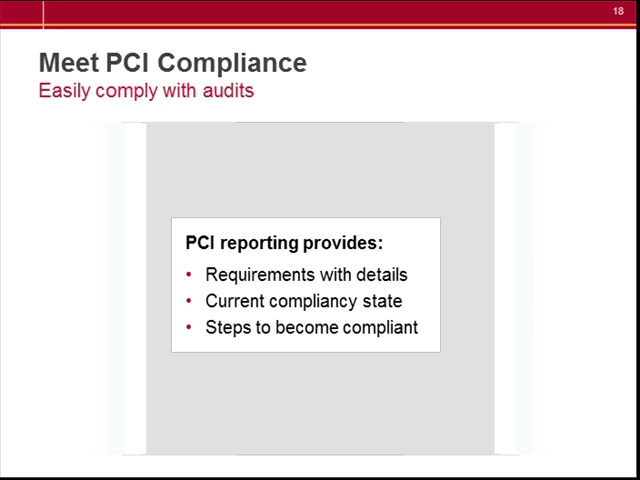 18
Meet PCI Compliance
Easily comply with audits
PCI reporting provides:
• Requirements with details
• Current compliancy state
• Steps to become compliant